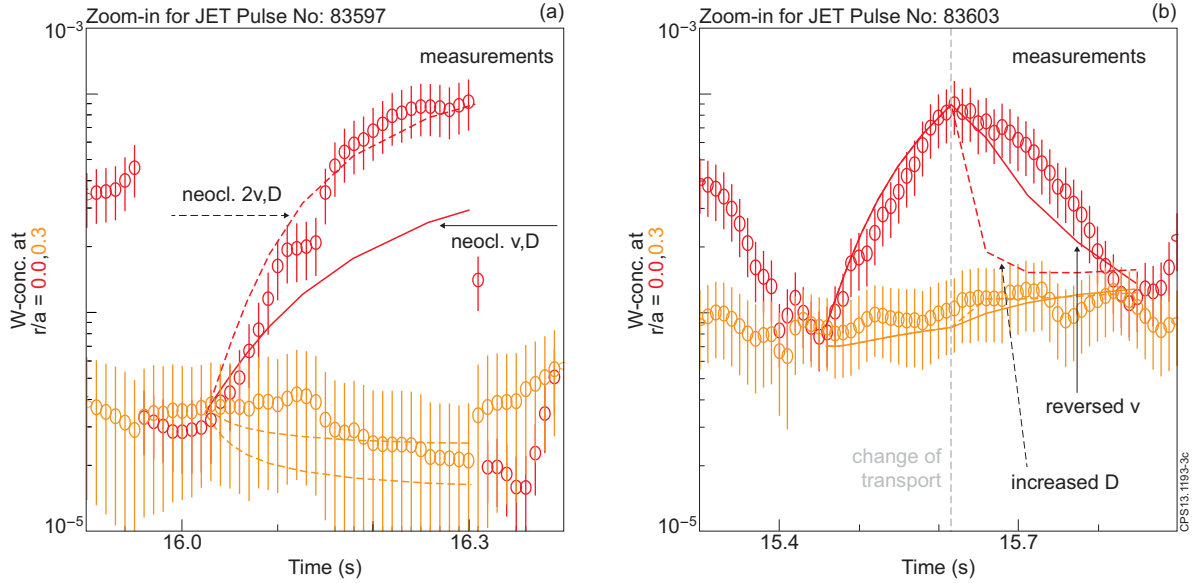 Zoom-in for JET Pulse No: 83597
(a)
10⁻³
measurements
neocl. 2v,D
neocl. v,D
W-conc. at
r/a = 0.0,0.3
10⁻⁵
16.0
16.3
Time (s)
Zoom-in for JET Pulse No: 83603
(b)
10⁻³
measurements
W-conc. at
r/a = 0.0,0.3
reversed v
change of
transport
increased D
10⁻⁵
15.4
15.7
Time (s)
CPS13.1193-3c